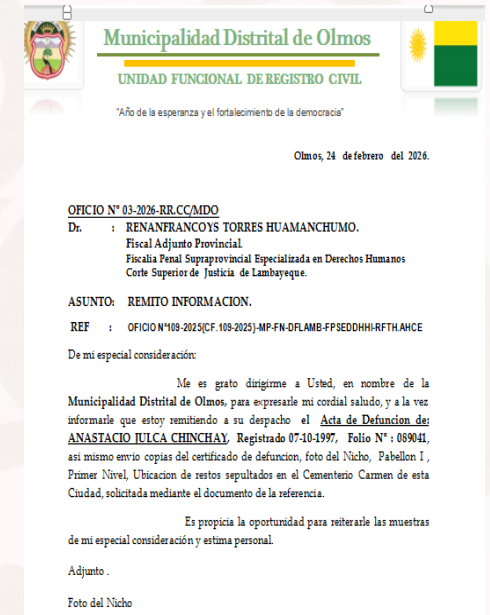 Municipalidad Distrital de Olmos
UNIDAD FUNCIONAL DE REGISTRO CIVIL
"Año de la esperanza y el fortalecimiento de la democracia"
Olmos, 24 de febrero del 2026.
OFICIO N° 03-2026-RR.CC/MDO
Dr. : RENANFRANCOYS TORRES HUAMANCHUMO.
Fiscal Adjunto Provincial.
Fiscalia Penal Supraprovincial Especializada en Derechos Humanos
Corte Superior de Justicia de Lambayeque.
ASUNTO: REMITO INFORMACION.
REF : OFICIO N°109-2025{CF.109-2025}-MP-FN-DFLAMB-FPSEDDHHI-RFTH.AHCE
De mi especial consideración:
Me es grato dirigirme a Usted, en nombre de la
Municipalidad Distrital de Olmos, para expresarle mi cordial saludo, y a la vez
informarle que estoy remitiendo a su despacho el Acta de Defuncion de:
ANASTACIO JULCA CHINCHAY, Registrado 07-10-1997, Folio N° : 089041,
asi mismo envio copias del certificado de defuncion, foto del Nicho, Pabellon I ,
Primer Nivel, Ubicacion de restos sepultados en el Cementerio Carmen de esta
Ciudad, solicitada mediante el documento de la referencia.
Es propicia la oportunidad para reiterarle las muestras
de mi especial consideración y estima personal.
Adjunto .
Foto del Nicho